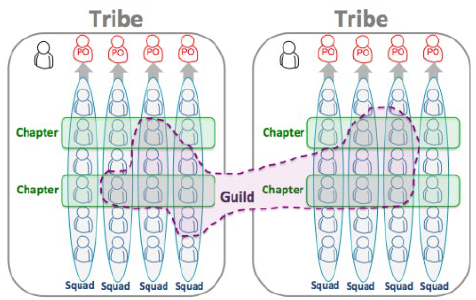 Tribe Tribe
PO PO PO PO PO PO PO PO
Chapter Chapter
Chapter Guild Chapter
Squad Squad Squad Squad Squad Squad Squad Squad